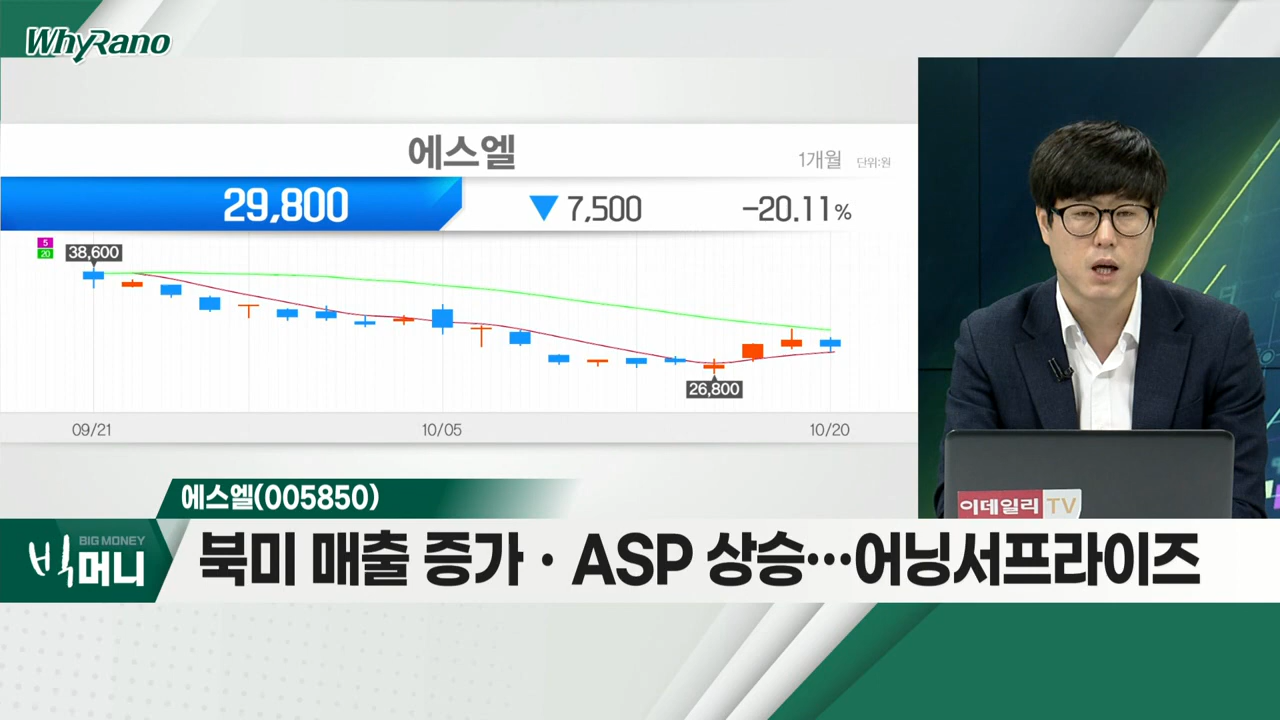 WhyRano
에스엘
1개월 단위:원
29,800 ▼ 7,500 -20.11%
5
20
38,600
26,800
09/21 10/05 10/20
이데일리 TV
에스엘(005850)
BIG MONEY
빅머니
북미 매출 증가·ASP 상승…어닝서프라이즈